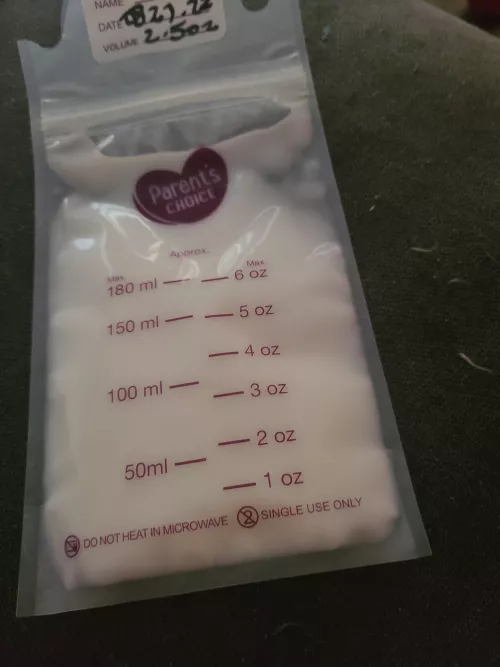 NAME
DATE
VOLUME 2.5oz
Parent's
CHOICE
Approx.
Max. Max.
180 ml 6 oz
150 ml 5 oz
4 oz
100 ml 3 oz
2 oz
50ml 1 oz
DO NOT HEAT IN MICROWAVE SINGLE USE ONLY